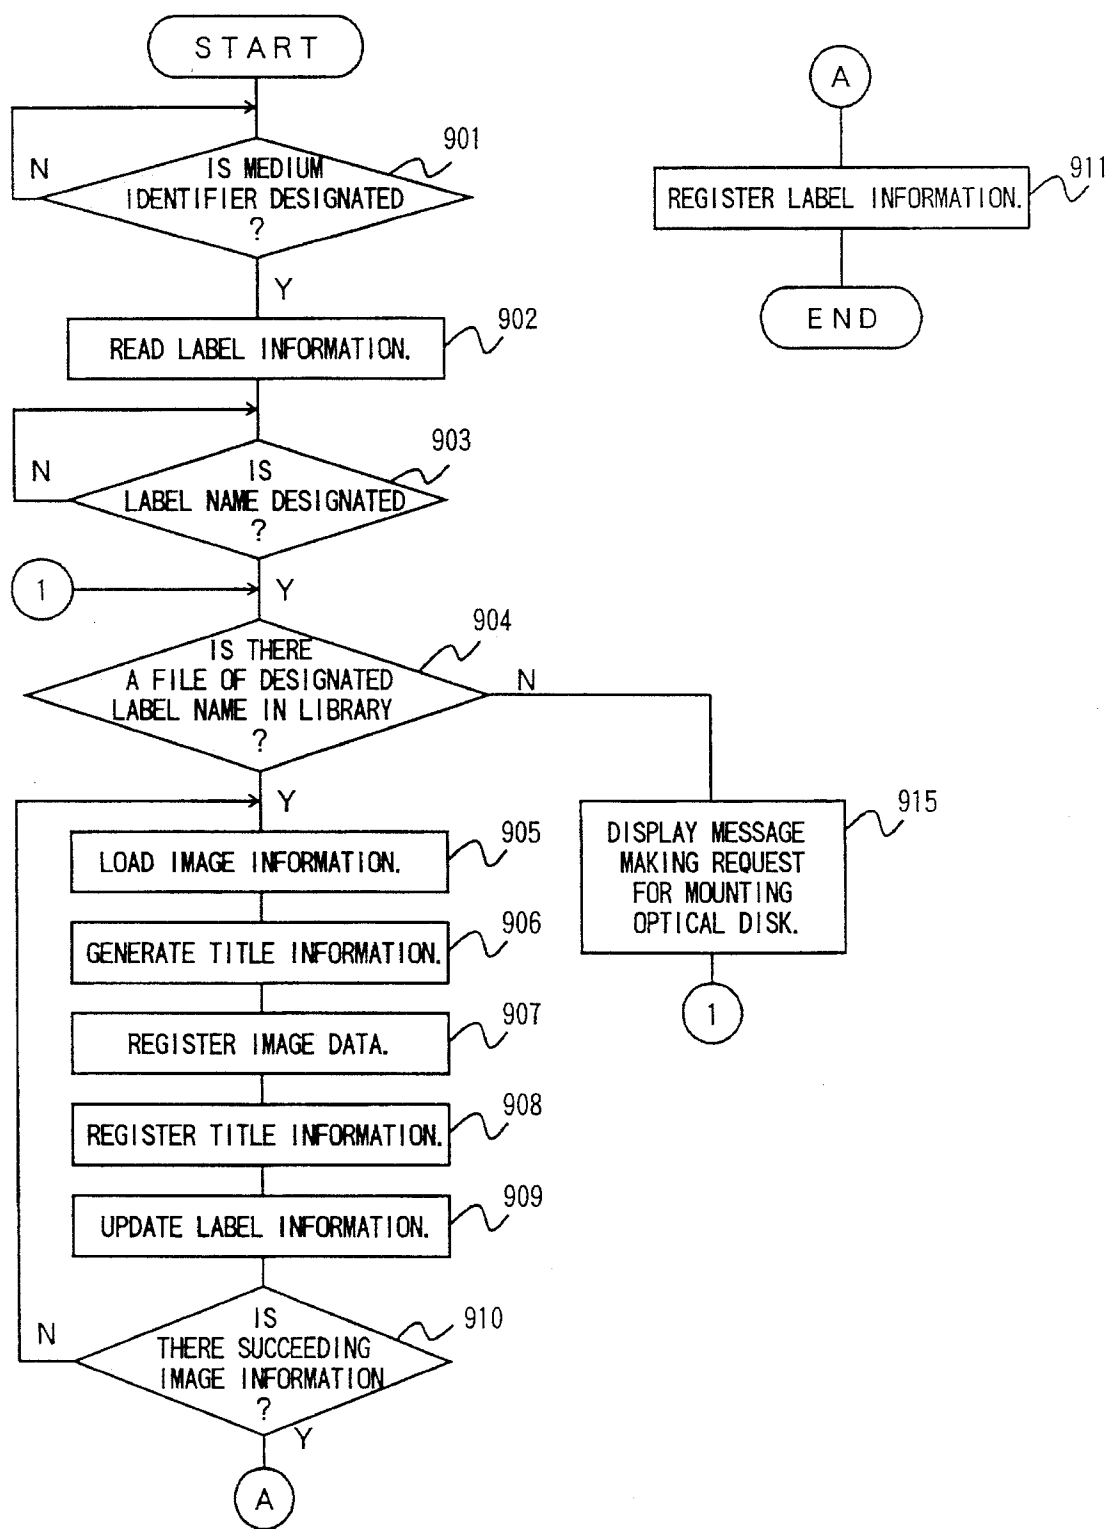 START
901
N
IS MEDIUM
IDENTIFIER DESIGNATED
?
Y
902
READ LABEL INFORMATION.
903
N
IS
LABEL NAME DESIGNATED
?
1
Y
904
IS THERE
A FILE OF DESIGNATED
LABEL NAME IN LIBRARY
?
N
Y
905
LOAD IMAGE INFORMATION.
906
GENERATE TITLE INFORMATION.
907
REGISTER IMAGE DATA.
908
REGISTER TITLE INFORMATION.
909
UPDATE LABEL INFORMATION.
910
N
IS
THERE SUCCEEDING
IMAGE INFORMATION
?
Y
A
915
DISPLAY MESSAGE
MAKING REQUEST
FOR MOUNTING
OPTICAL DISK.
1
A
911
REGISTER LABEL INFORMATION.
END